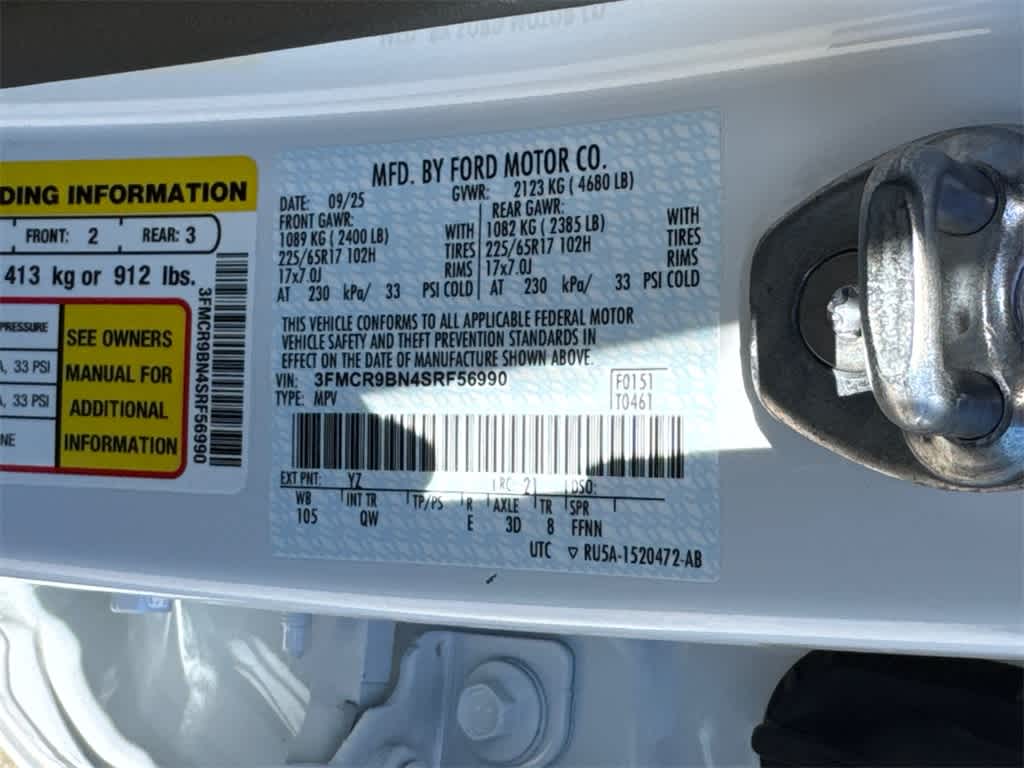 DING INFORMATION
FRONT: 2 REAR: 3
413 kg or 912 lbs.
PRESSURE
, 33 PSI
, 33 PSI
NE
SEE OWNERS
MANUAL FOR
ADDITIONAL
INFORMATION
3FMCR9BN4SRF56990
MFD. BY FORD MOTOR CO.
DATE: 09/25 GVWR: 2123 KG ( 4680 LB)
FRONT GAWR:
1089 KG ( 2400 LB) WITH
225/65R17 102H TIRES
17x7.0J RIMS
AT 230 kPa/ 33 PSI COLD
REAR GAWR:
1082 KG ( 2385 LB) WITH
225/65R17 102H TIRES
17x7.0J RIMS
AT 230 kPa/ 33 PSI COLD
THIS VEHICLE CONFORMS TO ALL APPLICABLE FEDERAL MOTOR
VEHICLE SAFETY AND THEFT PREVENTION STANDARDS IN
EFFECT ON THE DATE OF MANUFACTURE SHOWN ABOVE.
VIN: 3FMCR9BN4SRF56990 F0151
TYPE: MPV T0461
EXT PNT: YZ RC 21 DSO:
WB INT TR TP/PS R AXLE TR SPR
105 QW E 3D 8 FFNN
UTC ▽ RU5A-1520472-AB